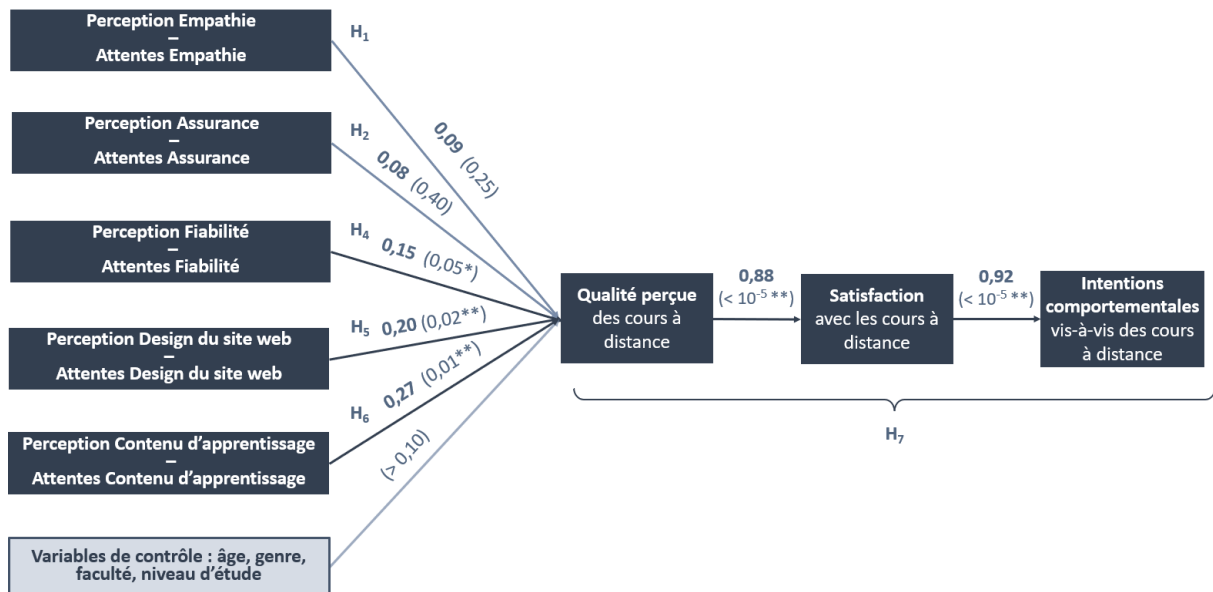 Perception Empathie
–
Attentes Empathie
H1
0,09 (0,25)
Perception Assurance
–
Attentes Assurance
H2
0,08 (0,40)
Perception Fiabilité
–
Attentes Fiabilité
H4 0,15 (0,05*)
Perception Design du site web
–
Attentes Design du site web
H5 0,20 (0,02**)
Perception Contenu d’apprentissage
–
Attentes Contenu d’apprentissage
H6 0,27 (0,01**)
Variables de contrôle : âge, genre,
faculté, niveau d’étude
(> 0,10)
Qualité perçue
des cours à
distance
0,88
(< 10-5 **)
Satisfaction
avec les cours à
distance
0,92
(< 10-5 **)
Intentions
comportementales
vis-à-vis des cours
à distance
H7